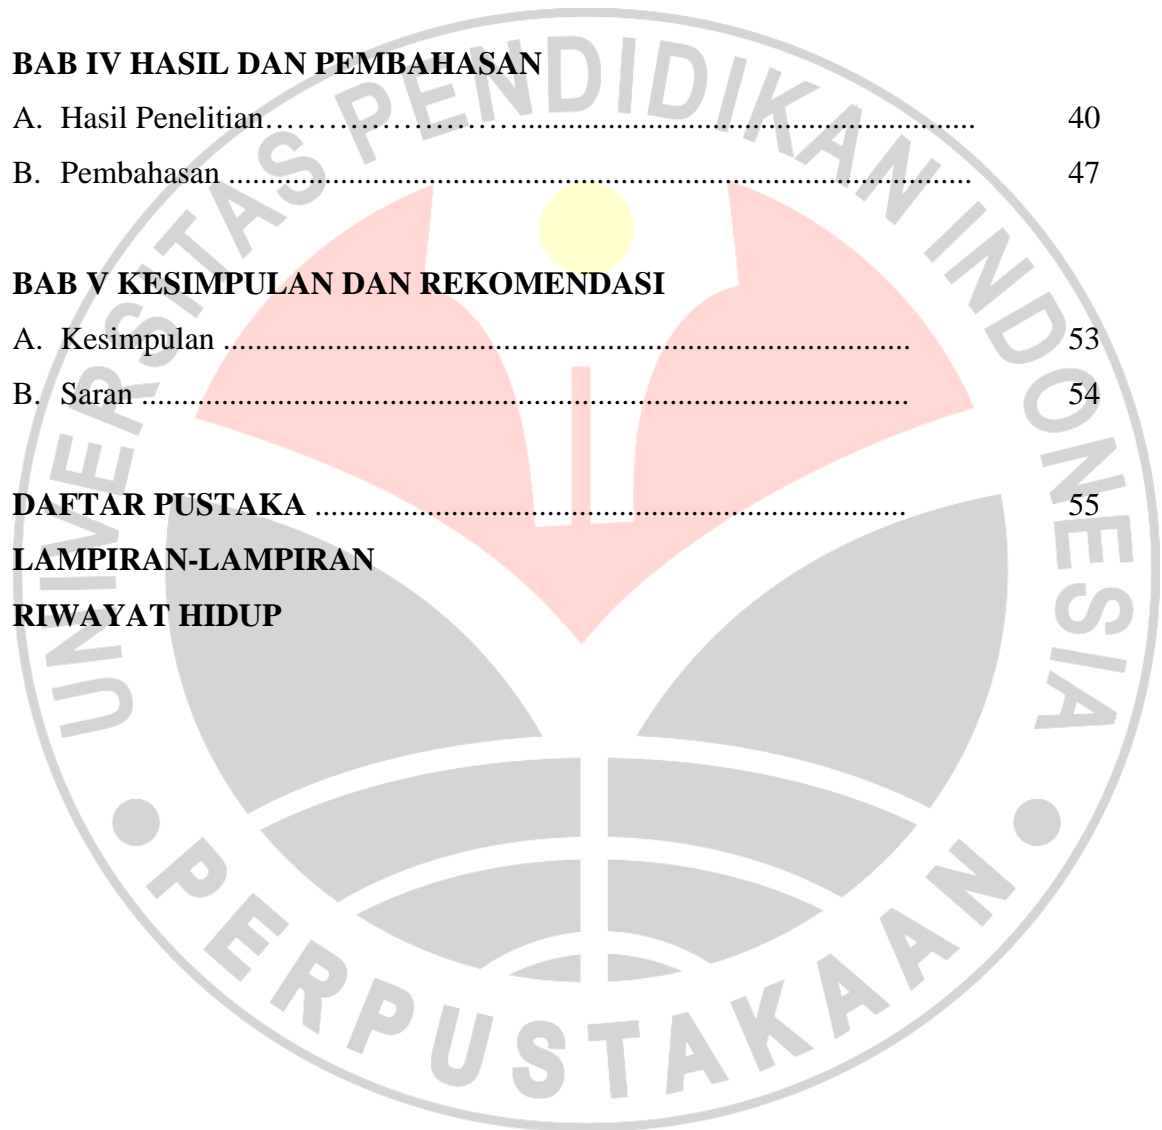 BAB IV HASIL DAN PEMBAHASAN
A. Hasil Penelitian……………………......................................................... 40
B. Pembahasan ............................................................................................ 47
BAB V KESIMPULAN DAN REKOMENDASI
A. Kesimpulan ..................................................................................... 53
B. Saran ............................................................................................... 54
DAFTAR PUSTAKA ......................................................................... 55
LAMPIRAN-LAMPIRAN
RIWAYAT HIDUP
UNIVERSITAS PENDIDIKAN INDONESIA
PERPUSTAKAAN